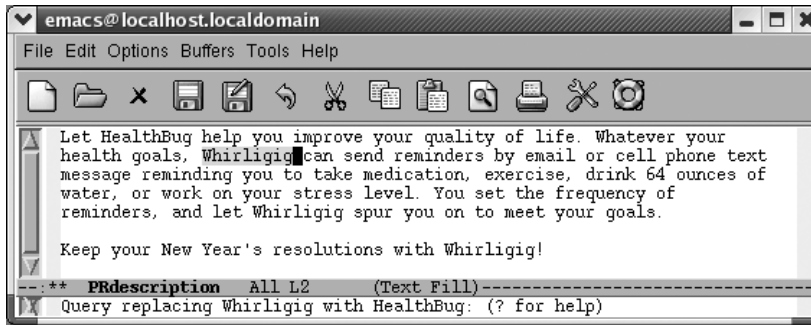 emacs@localhost.localdomain
File Edit Options Buffers Tools Help
Let HealthBug help you improve your quality of life. Whatever your
health goals, Whirligig can send reminders by email or cell phone text
message reminding you to take medication, exercise, drink 64 ounces of
water, or work on your stress level. You set the frequency of
reminders, and let Whirligig spur you on to meet your goals.
Keep your New Year's resolutions with Whirligig!
--:** PRdescription All L2 (Text Fill)--------------------------------
Query replacing Whirligig with HealthBug: (? for help)